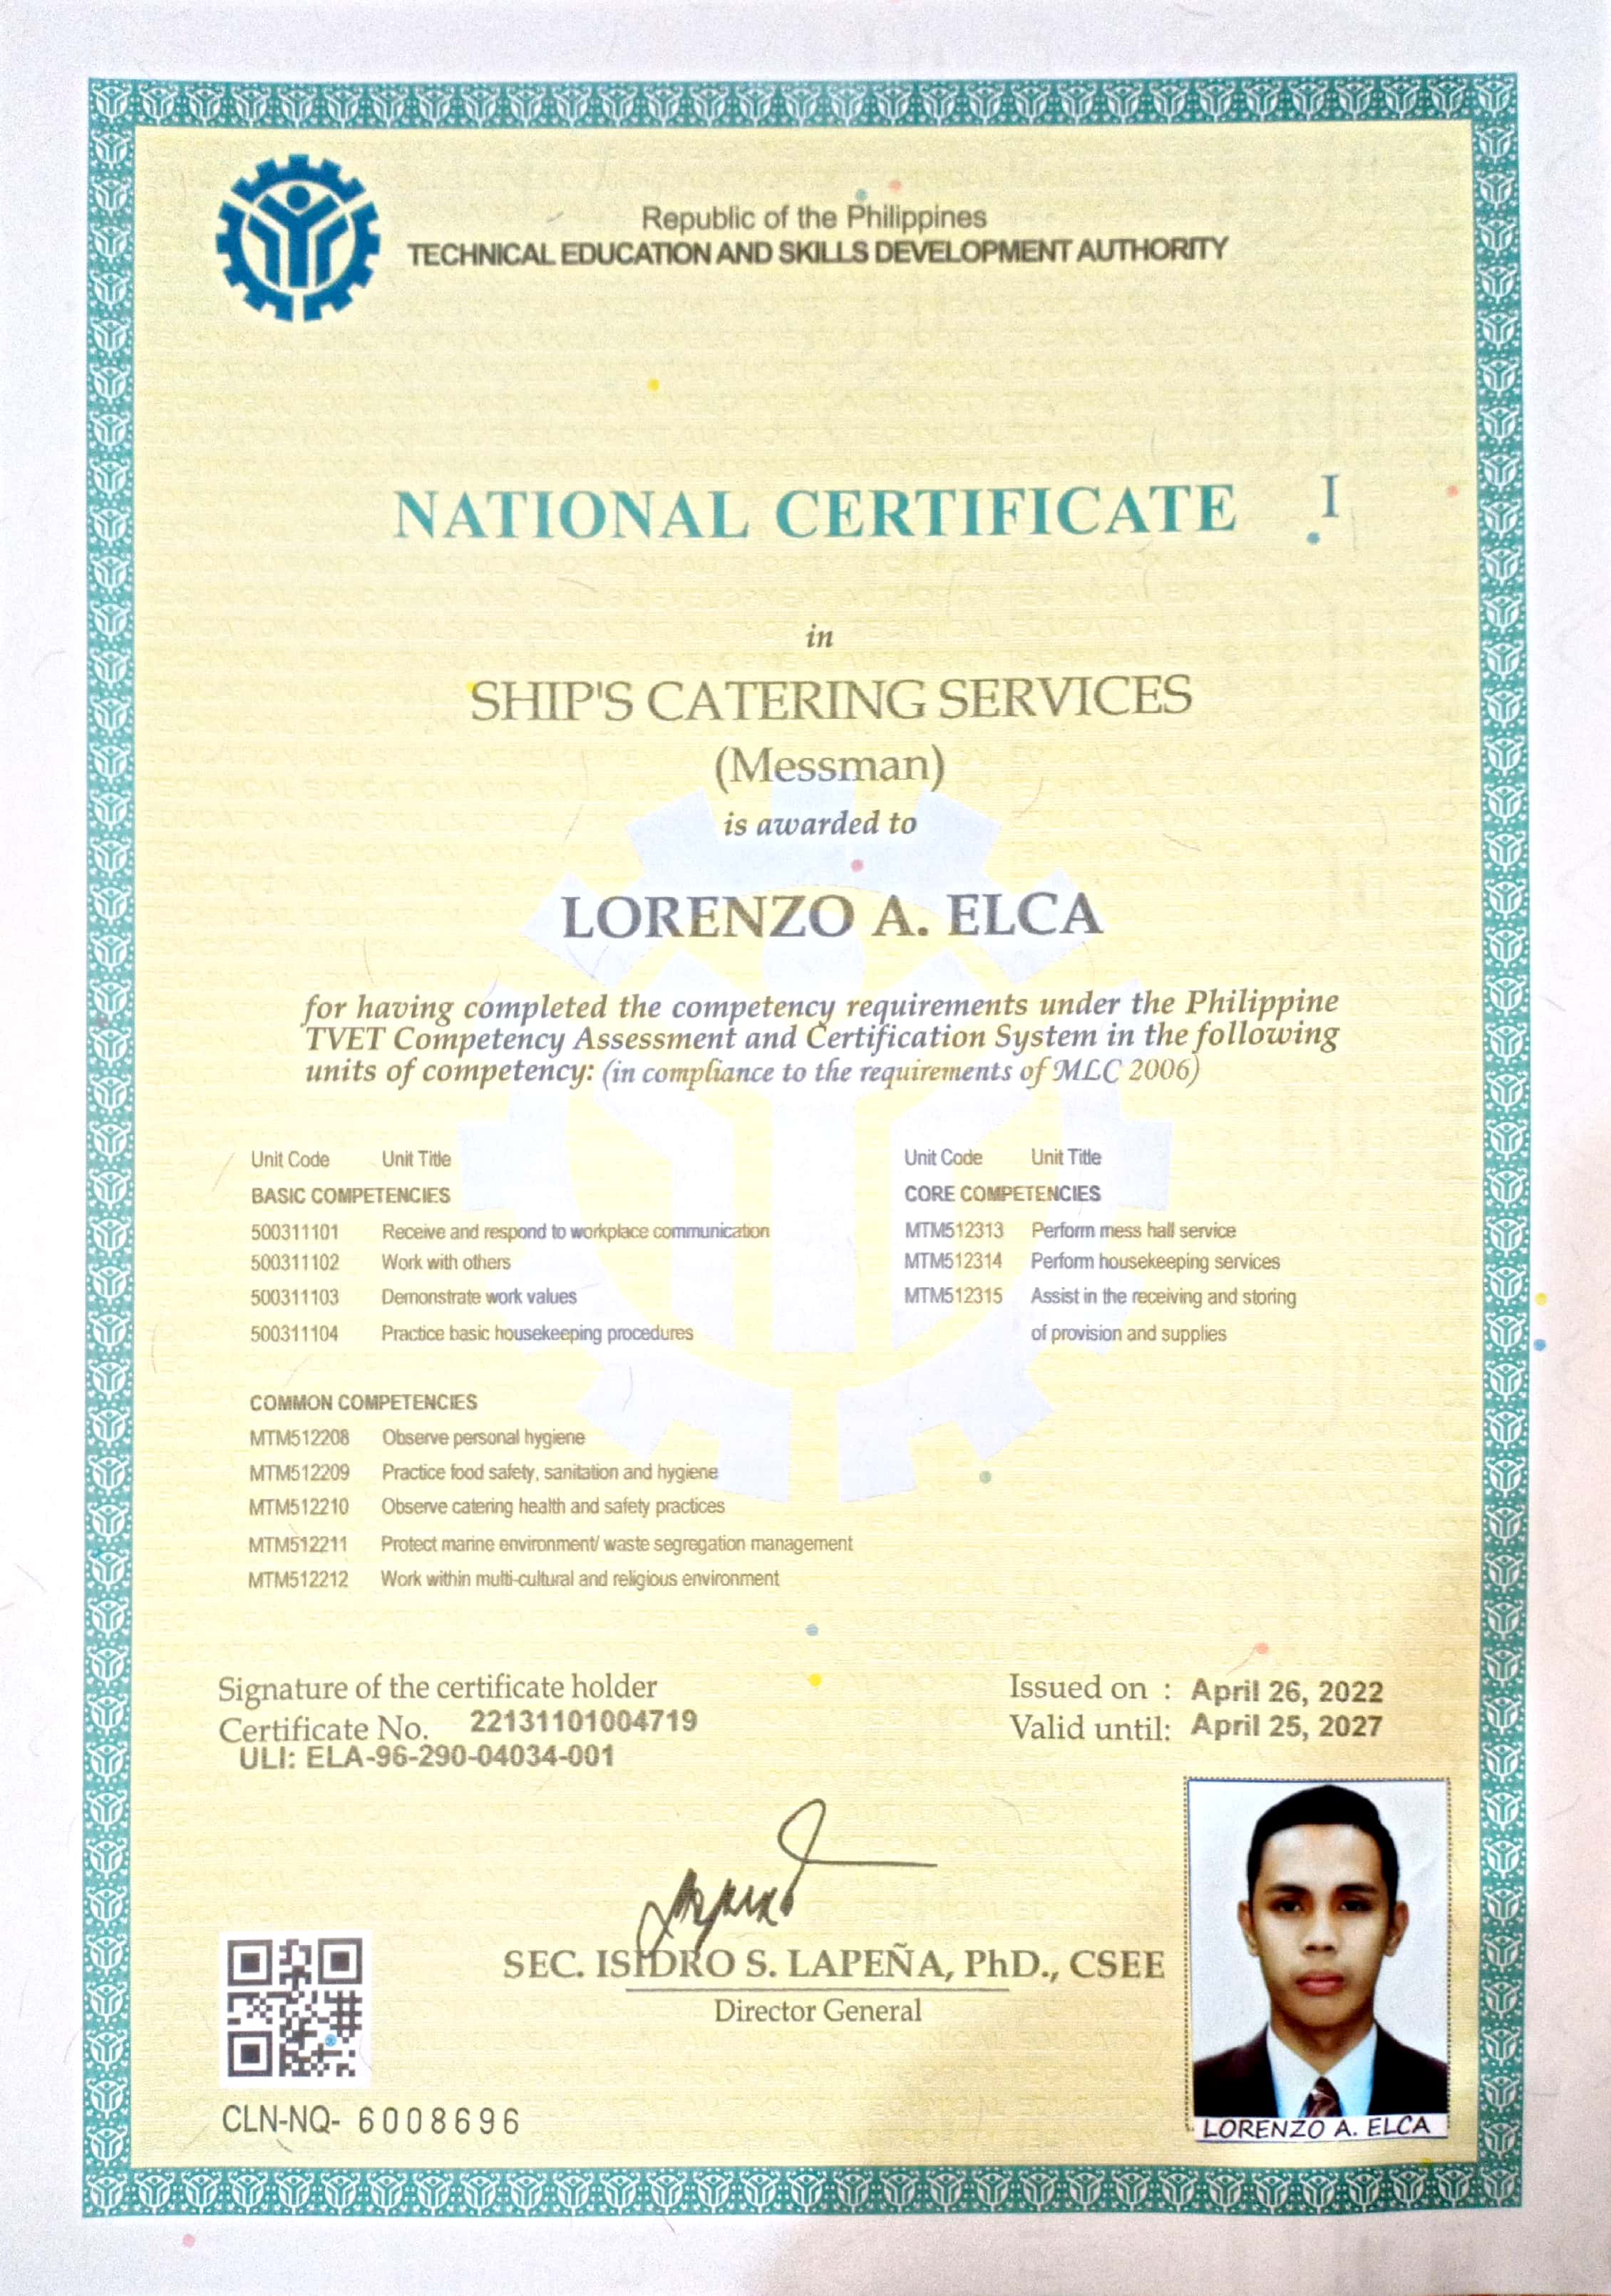 Republic of the Philippines
TECHNICAL EDUCATION AND SKILLS DEVELOPMENT AUTHORITY
NATIONAL CERTIFICATE I
in
SHIP'S CATERING SERVICES
(Messman)
is awarded to
LORENZO A. ELCA
for having completed the competency requirements under the Philippine
TVET Competency Assessment and Certification System in the following
units of competency: (in compliance to the requirements of MLC 2006)
Unit Code Unit Title
BASIC COMPETENCIES
500311101 Receive and respond to workplace communication
500311102 Work with others
500311103 Demonstrate work values
500311104 Practice basic housekeeping procedures
COMMON COMPETENCIES
MTM512208 Observe personal hygiene
MTM512209 Practice food safety, sanitation and hygiene
MTM512210 Observe catering health and safety practices
MTM512211 Protect marine environment/ waste segregation management
MTM512212 Work within multi-cultural and religious environment
Unit Code Unit Title
CORE COMPETENCIES
MTM512313 Perform mess hall service
MTM512314 Perform housekeeping services
MTM512315 Assist in the receiving and storing
of provision and supplies
Signature of the certificate holder
Certificate No. 22131101004719
ULI: ELA-96-290-04034-001
Issued on : April 26, 2022
Valid until: April 25, 2027
SEC. ISIDRO S. LAPEÑA, PhD., CSEE
Director General
CLN-NQ- 6008696
LORENZO A. ELCA